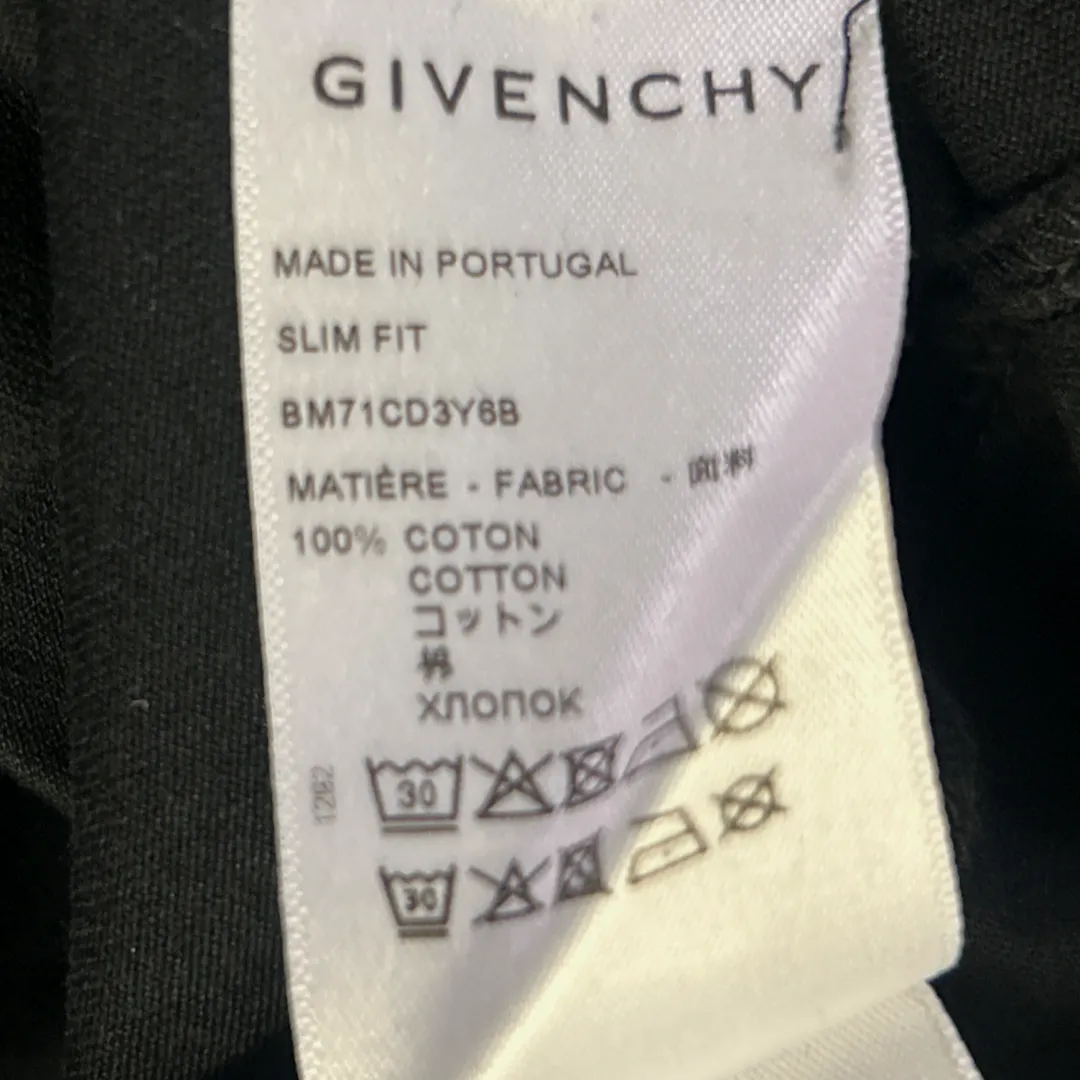 GIVENCHY
MADE IN PORTUGAL
SLIM FIT
BM71CD3Y6B
MATIÈRE - FABRIC - 面料
100% COTON
COTTON
コットン
棉
хлопок
1202
30
30